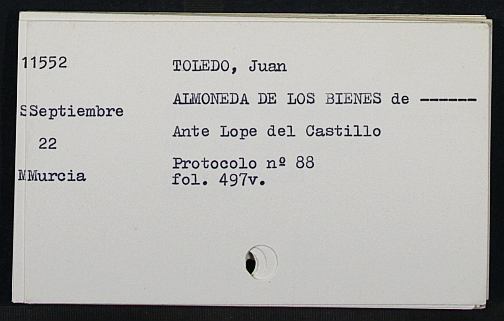 11552
TOLEDO, Juan
ALMONEDA DE LOS BIENES de ------
SSeptiembre
Ante Lope del Castillo
22
Protocolo nº 88
MMurcia
fol. 497v.